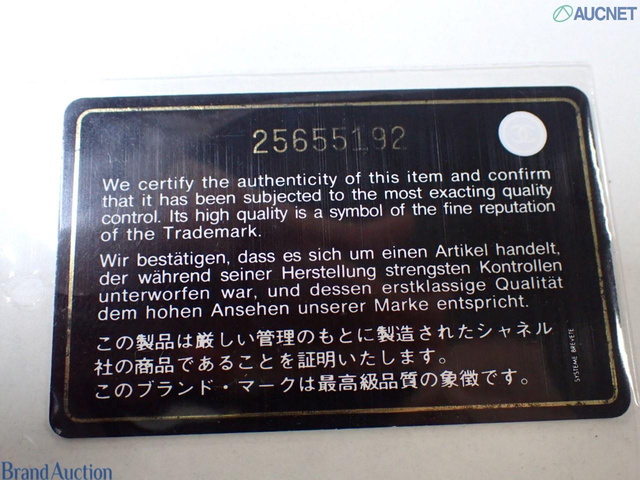 AUCNET
25655192
We certify the authenticity of this item and confirm
that it has been subjected to the most exacting quality
control. Its high quality is a symbol of the fine reputation
of the Trademark.
Wir bestätigen, dass es sich um einen Artikel handelt,
der während seiner Herstellung strengsten Kontrollen
unterworfen war, und dessen erstklassige Qualität
dem hohen Ansehen unserer Marke entspricht.
この製品は厳しい管理のもとに製造されたシャネル
社の商品であることを証明いたします。
このブランド・マークは最高級品質の象徴です。
SYSTEME BREVETE
Brand Auction